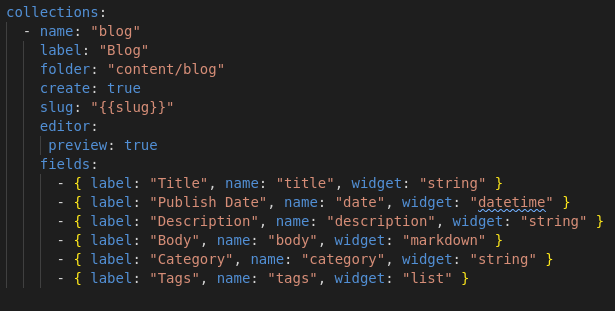 collections:
  - name: "blog"
    label: "Blog"
    folder: "content/blog"
    create: true
    slug: "{{slug}}"
    editor:
     preview: true
    fields:
      - { label: "Title", name: "title", widget: "string" }
      - { label: "Publish Date", name: "date", widget: "datetime" }
      - { label: "Description", name: "description", widget: "string" }
      - { label: "Body", name: "body", widget: "markdown" }
      - { label: "Category", name: "category", widget: "string" }
      - { label: "Tags", name: "tags", widget: "list" }